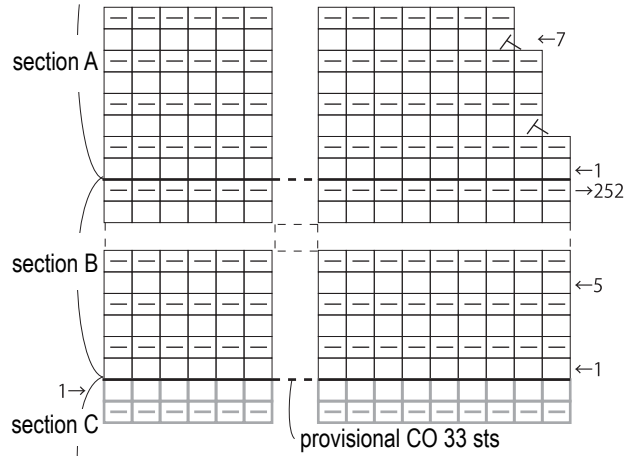 section A
←7
←1
→252
section B
←5
←1
1→
section C
provisional CO 33 sts